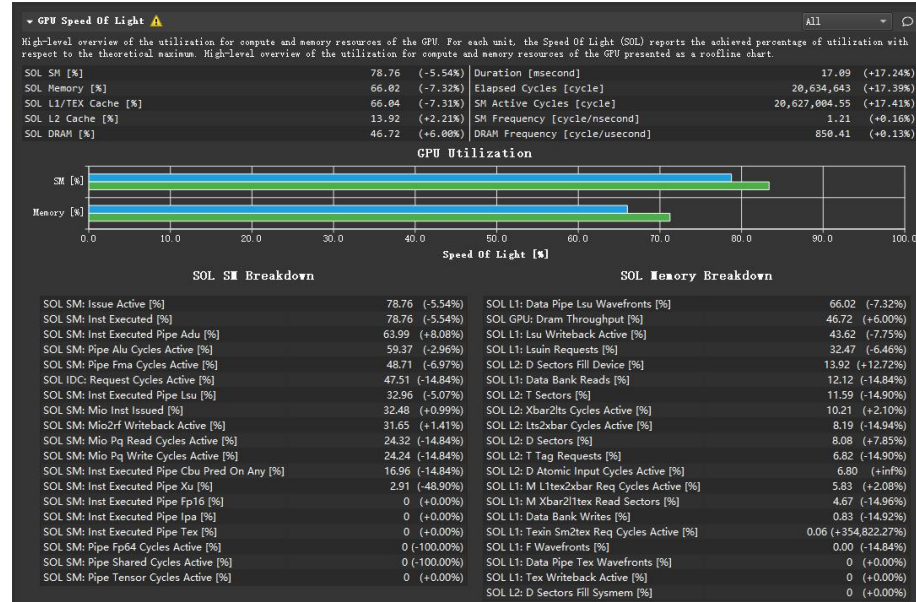 GPU Speed Of Light
All
High-level overview of the utilization for compute and memory resources of the GPU. For each unit, the Speed Of Light (SOL) reports the achieved percentage of utilization with
respect to the theoretical maximum. High-level overview of the utilization for compute and memory resources of the GPU presented as a roofline chart.
SOL SM [%] 78.76 (-5.54%) Duration [msecond] 17.09 (+17.24%)
SOL Memory [%] 66.02 (-7.32%) Elapsed Cycles [cycle] 20,634,643 (+17.39%)
SOL L1/TEX Cache [%] 66.04 (-7.31%) SM Active Cycles [cycle] 20,627,004.55 (+17.41%)
SOL L2 Cache [%] 13.92 (+2.21%) SM Frequency [cycle/nsecond] 1.21 (+0.16%)
SOL DRAM [%] 46.72 (+6.00%) DRAM Frequency [cycle/usecond] 850.41 (+0.13%)
GPU Utilization
SM [%]
Memory [%]
0.0 10.0 20.0 30.0 40.0 50.0 60.0 70.0 80.0 90.0 100.0
Speed Of Light [%]
SOL SM Breakdown
SOL SM: Issue Active [%] 78.76 (-5.54%)
SOL SM: Inst Executed [%] 78.76 (-5.54%)
SOL SM: Inst Executed Pipe Adu [%] 63.99 (+8.08%)
SOL SM: Pipe Alu Cycles Active [%] 59.37 (-2.96%)
SOL SM: Pipe Fma Cycles Active [%] 48.71 (-6.97%)
SOL IDC: Request Cycles Active [%] 47.51 (-14.84%)
SOL SM: Inst Executed Pipe Lsu [%] 32.96 (-5.07%)
SOL SM: Mio Inst Issued [%] 32.48 (+0.99%)
SOL SM: Mio2rf Writeback Active [%] 31.65 (+1.41%)
SOL SM: Mio Pq Read Cycles Active [%] 24.32 (-14.84%)
SOL SM: Mio Pq Write Cycles Active [%] 24.24 (-14.84%)
SOL SM: Inst Executed Pipe Cbu Pred On Any [%] 16.96 (-14.84%)
SOL SM: Inst Executed Pipe Xu [%] 2.91 (-48.90%)
SOL SM: Inst Executed Pipe Fp16 [%] 0 (+0.00%)
SOL SM: Inst Executed Pipe Ipa [%] 0 (+0.00%)
SOL SM: Inst Executed Pipe Tex [%] 0 (+0.00%)
SOL SM: Pipe Fp64 Cycles Active [%] 0 (-100.00%)
SOL SM: Pipe Shared Cycles Active [%] 0 (-100.00%)
SOL SM: Pipe Tensor Cycles Active [%] 0 (+0.00%)
SOL Memory Breakdown
SOL L1: Data Pipe Lsu Wavefronts [%] 66.02 (-7.32%)
SOL GPU: Dram Throughput [%] 46.72 (+6.00%)
SOL L1: Lsu Writeback Active [%] 43.62 (-7.75%)
SOL L1: Lsuin Requests [%] 32.47 (-6.46%)
SOL L2: D Sectors Fill Device [%] 13.92 (+12.72%)
SOL L1: Data Bank Reads [%] 12.12 (-14.84%)
SOL L2: T Sectors [%] 11.59 (-14.90%)
SOL L2: Xbar2lts Cycles Active [%] 10.21 (+2.10%)
SOL L2: Lts2xbar Cycles Active [%] 8.19 (-14.94%)
SOL L2: D Sectors [%] 8.08 (+7.85%)
SOL L2: T Tag Requests [%] 6.82 (-14.90%)
SOL L2: D Atomic Input Cycles Active [%] 6.80 (+inf%)
SOL L1: M L1tex2xbar Req Cycles Active [%] 5.83 (+2.08%)
SOL L1: M Xbar2l1tex Read Sectors [%] 4.67 (-14.96%)
SOL L1: Data Bank Writes [%] 0.83 (-14.92%)
SOL L1: Texin Sm2tex Req Cycles Active [%] 0.06 (+354,822.27%)
SOL L1: F Wavefronts [%] 0.00 (-14.84%)
SOL L1: Data Pipe Tex Wavefronts [%] 0 (+0.00%)
SOL L1: Tex Writeback Active [%] 0 (+0.00%)
SOL L2: D Sectors Fill Sysmem [%] 0 (+0.00%)